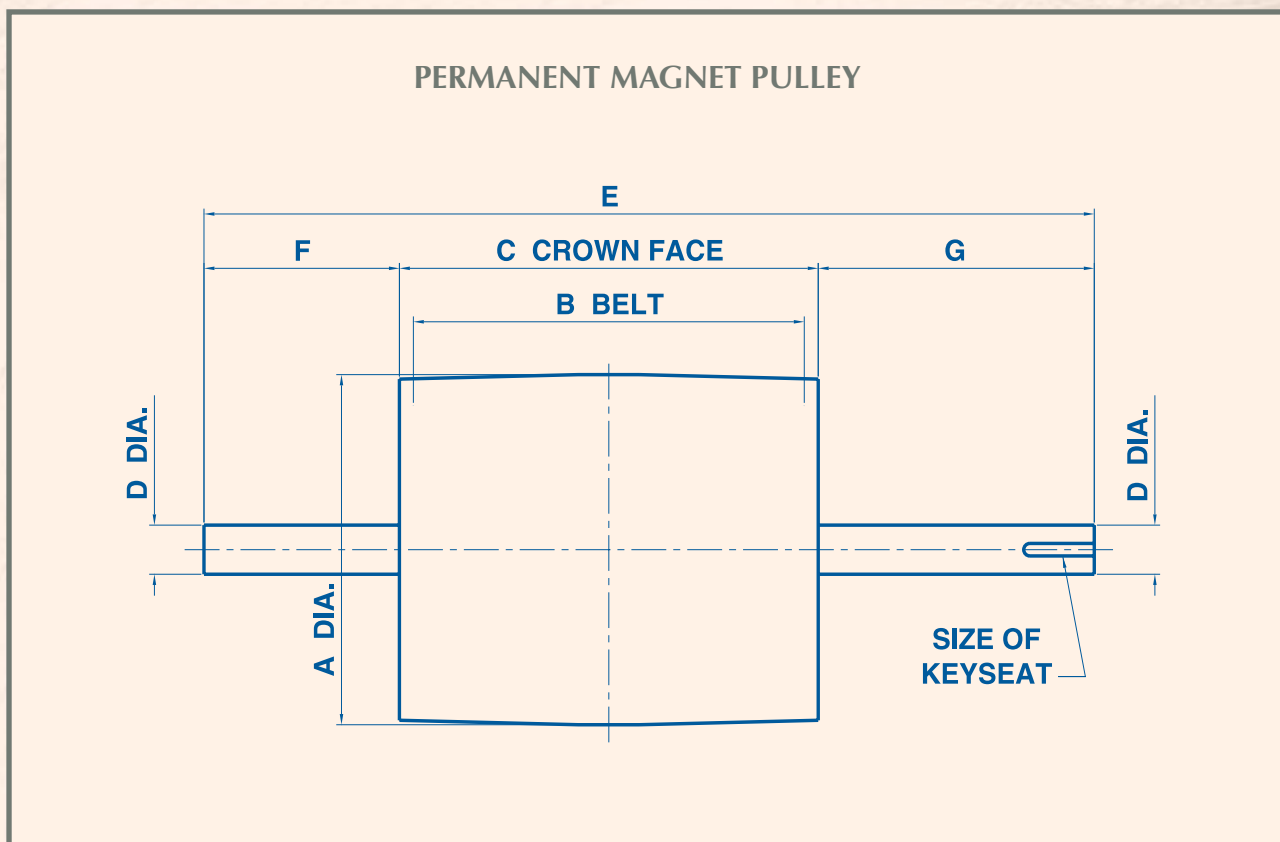 PERMANENT MAGNET PULLEY
E
F
C CROWN FACE
G
B BELT
D DIA.
D DIA.
A DIA.
SIZE OF
KEYSEAT